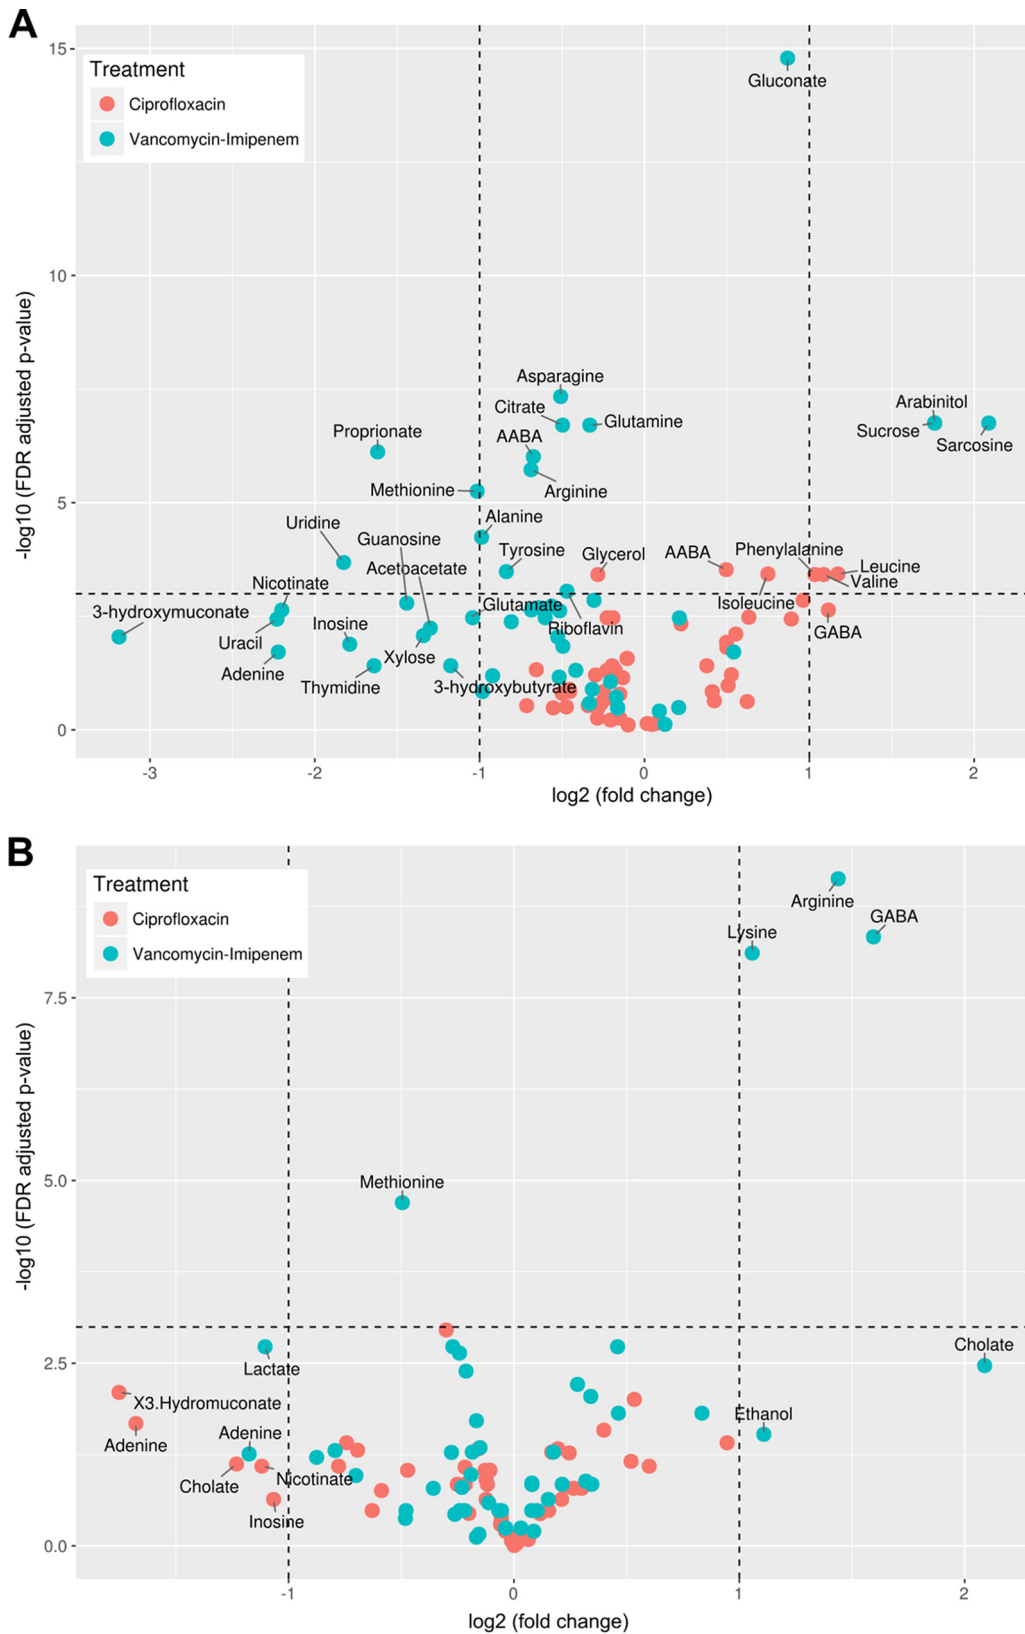 A
15
Treatment
Ciprofloxacin
Vancomycin-Imipenem
Gluconate
10
-log10 (FDR adjusted p-value)
Asparagine
Citrate
Glutamine
Arabinitol
Sucrose
Sarcosine
Proprionate
AABA
Methionine
Arginine
5
Uridine
Alanine
Guanosine
Tyrosine
Glycerol
AABA
Phenylalanine
Leucine
Valine
Acetoacetate
Nicotinate
3-hydroxymuconate
Glutamate
Isoleucine
Inosine
Riboflavin
GABA
Uracil
Xylose
Adenine
Thymidine
3-hydroxybutyrate
0
-3
-2
-1
0
1
2
log2 (fold change)
B
Treatment
Ciprofloxacin
Vancomycin-Imipenem
Arginine
GABA
Lysine
7.5
-log10 (FDR adjusted p-value)
5.0
Methionine
2.5
Lactate
Cholate
X3.Hydromuconate
Ethanol
Adenine
Adenine
Cholate
Nicotinate
Inosine
0.0
-1
0
1
2
log2 (fold change)